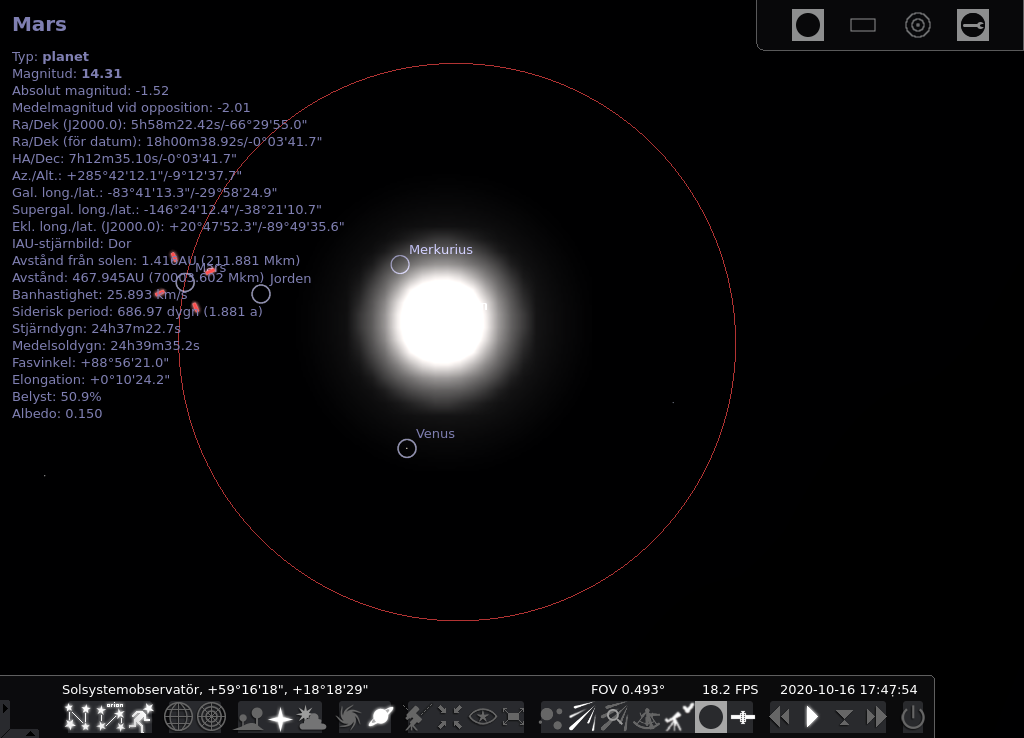 Mars
Typ: planet
Magnitud: 14.31
Absolut magnitud: -1.52
Medelmagnitud vid opposition: -2.01
Ra/Dek (J2000.0): 5h58m22.42s/-66°29'55.0"
Ra/Dek (för datum): 18h00m38.92s/-0°03'41.7"
HA/Dec: 7h12m35.10s/-0°03'41.7"
Az./Alt.: +285°42'12.1"/-9°12'37.7"
Gal. long./lat.: -83°41'13.3"/-29°58'24.9"
Supergal. long./lat.: -146°24'12.4"/-38°21'10.7"
Ekl. long./lat. (J2000.0): +20°47'52.3"/-89°49'35.6"
IAU-stjärnbild: Dor
Avstånd från solen: 1.416AU (211.881 Mkm)
Avstånd: 467.945AU (70003.602 Mkm)
Banhastighet: 25.893 km/s
Siderisk period: 686.97 dygn (1.881 a)
Stjärndygn: 24h37m22.7s
Medelsoldygn: 24h39m35.2s
Fasvinkel: +88°56'21.0"
Elongation: +0°10'24.2"
Belyst: 50.9%
Albedo: 0.150
Merkurius
Mars
Jorden
Venus
Solsystemobservatör, +59°16'18", +18°18'29"
FOV 0.493°
18.2 FPS
2020-10-16 17:47:54
orion